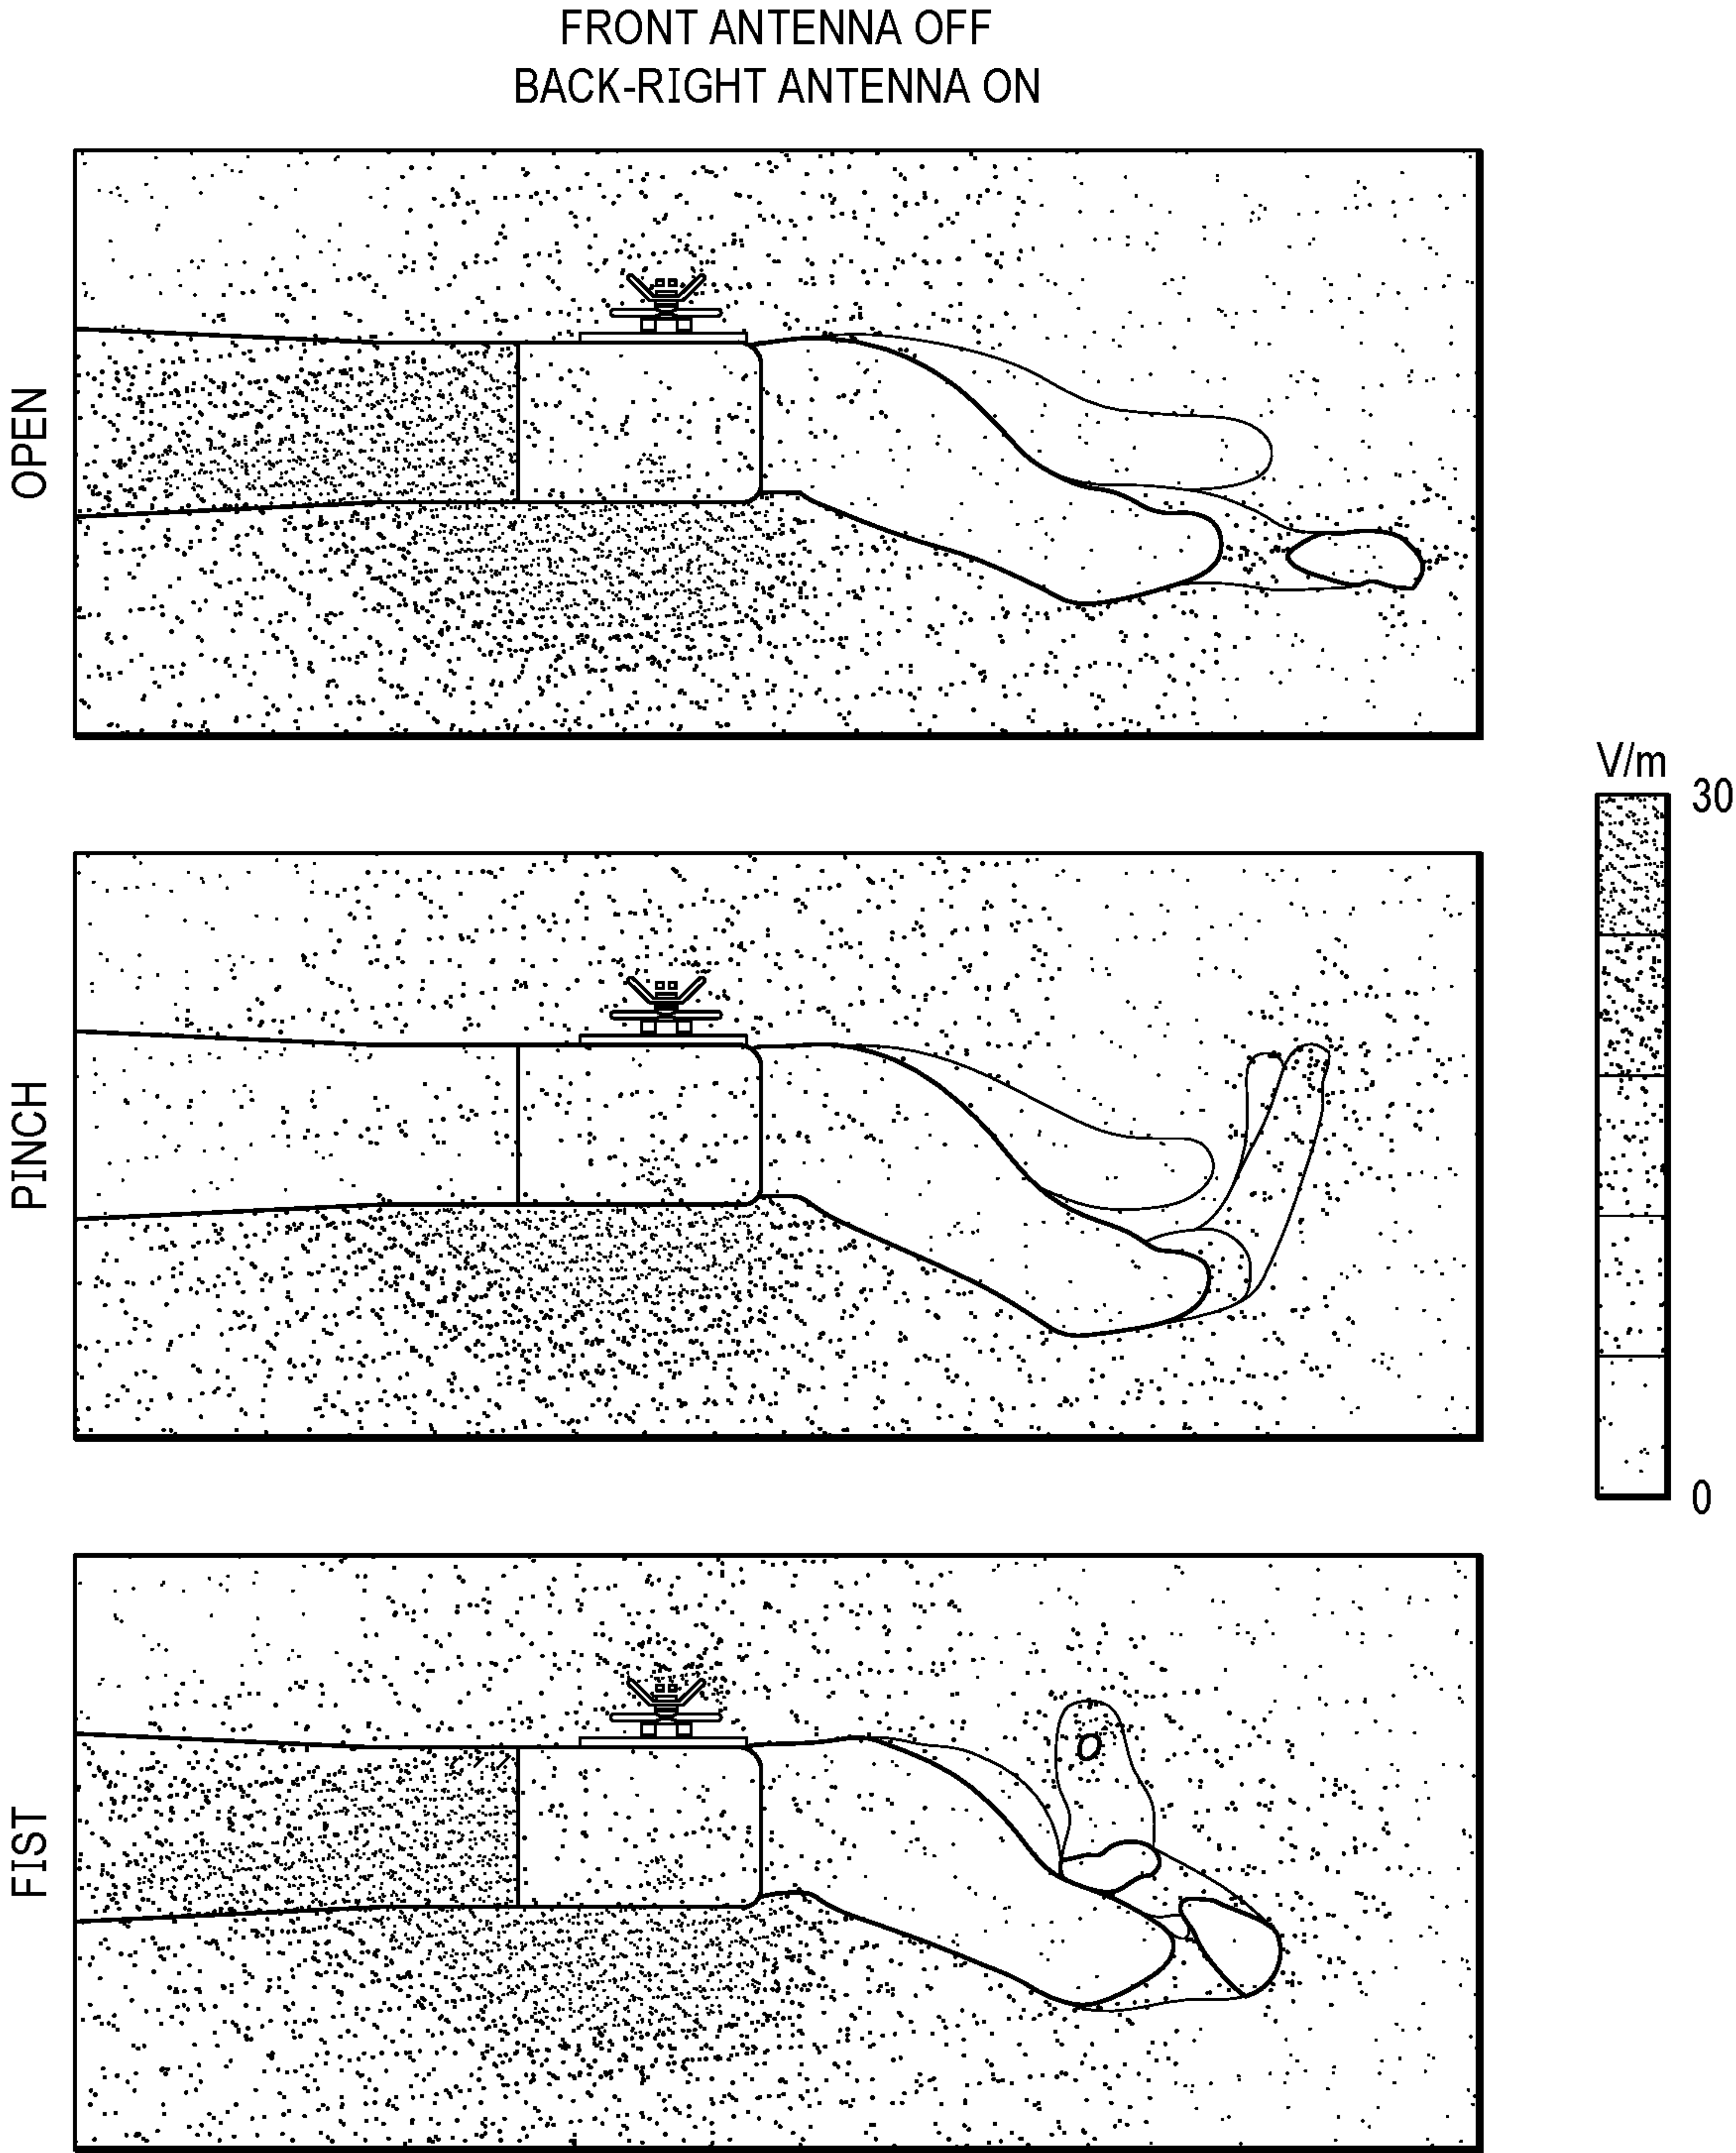 FRONT ANTENNA OFF
BACK-RIGHT ANTENNA ON
OPEN
PINCH
FIST
V/m
30
0